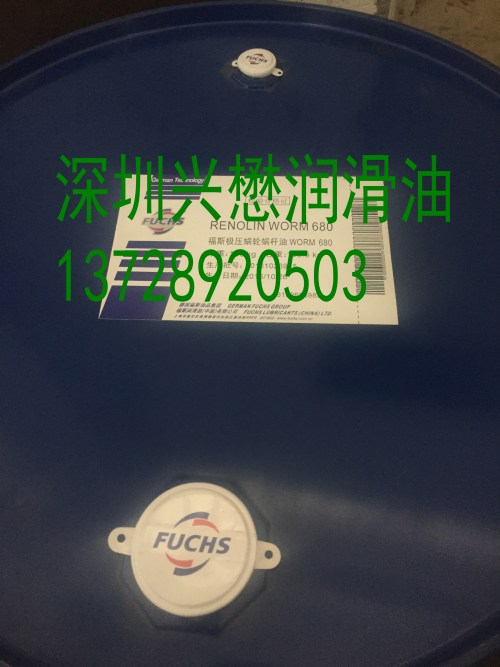 FUCHS
German Technology
深圳兴懋润滑油
FUCHS
RENOLIN WORM 680
福斯极压蜗轮蜗杆油 WORM 680
13728920503
德国福斯油品集团 GERMAN FUCHS GROUP
福斯润滑油(中国)有限公司 FUCHS LUBRICANTS (CHINA) LTD.
FUCHS